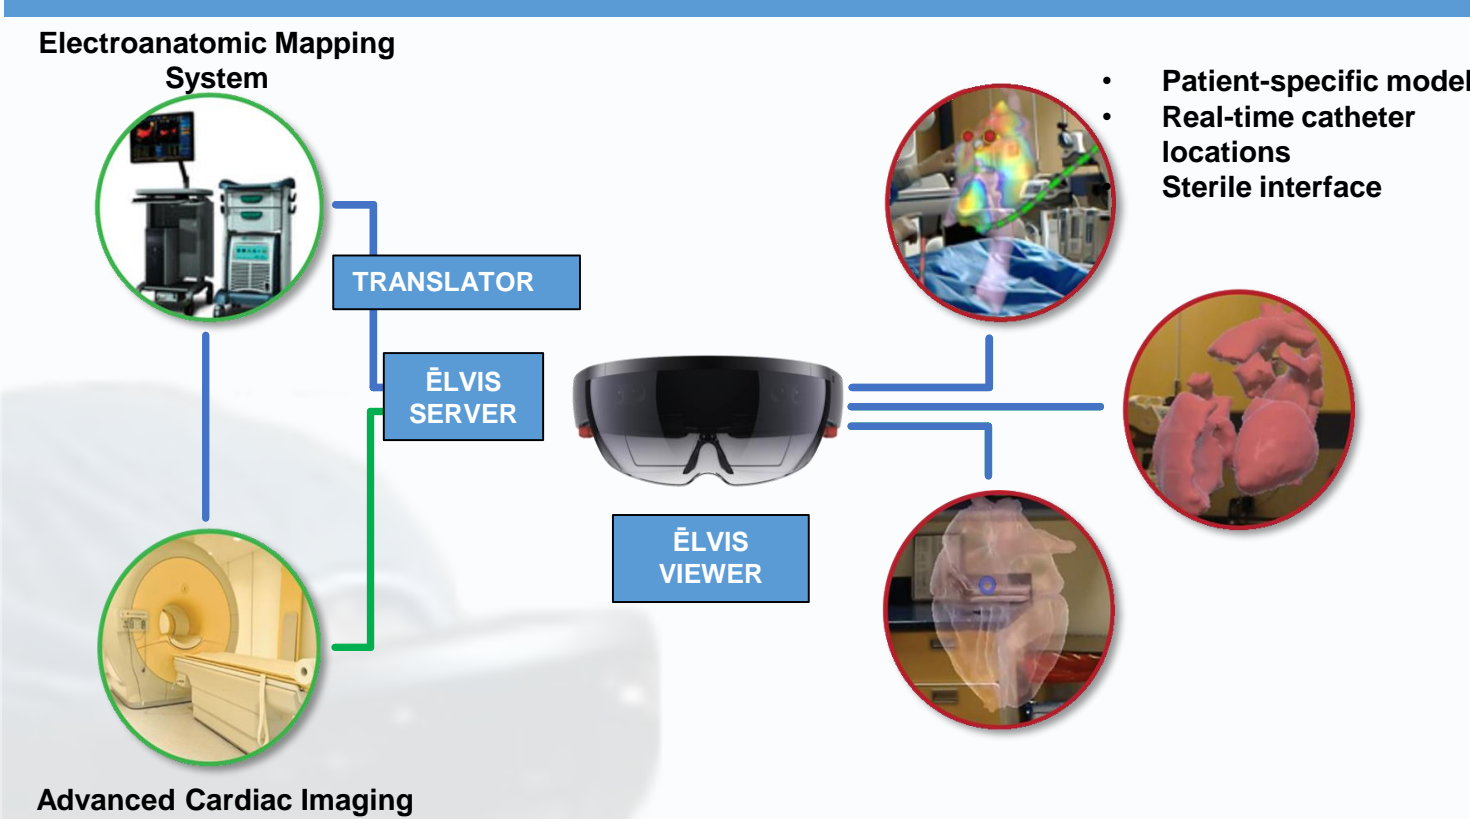 Electroanatomic Mapping
System
• Patient-specific model
• Real-time catheter
locations
• Sterile interface
TRANSLATOR
ĒLVIS
SERVER
ĒLVIS
VIEWER
Advanced Cardiac Imaging